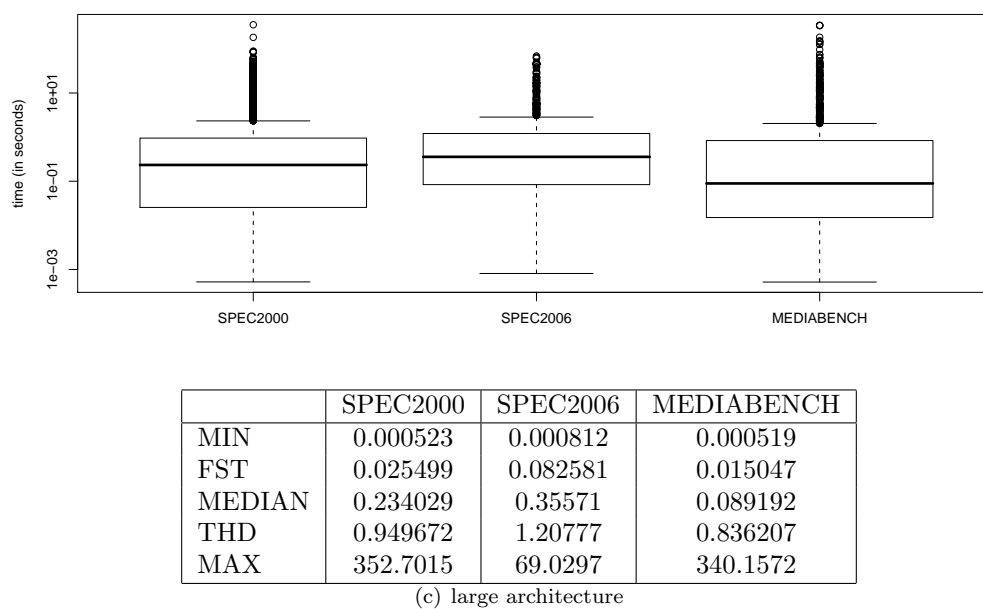 time (in seconds)
1e+01
1e-01
1e-03
SPEC2000 SPEC2006 MEDIABENCH
SPEC2000 SPEC2006 MEDIABENCH
MIN 0.000523 0.000812 0.000519
FST 0.025499 0.082581 0.015047
MEDIAN 0.234029 0.35571 0.089192
THD 0.949672 1.20777 0.836207
MAX 352.7015 69.0297 340.1572
(c) large architecture